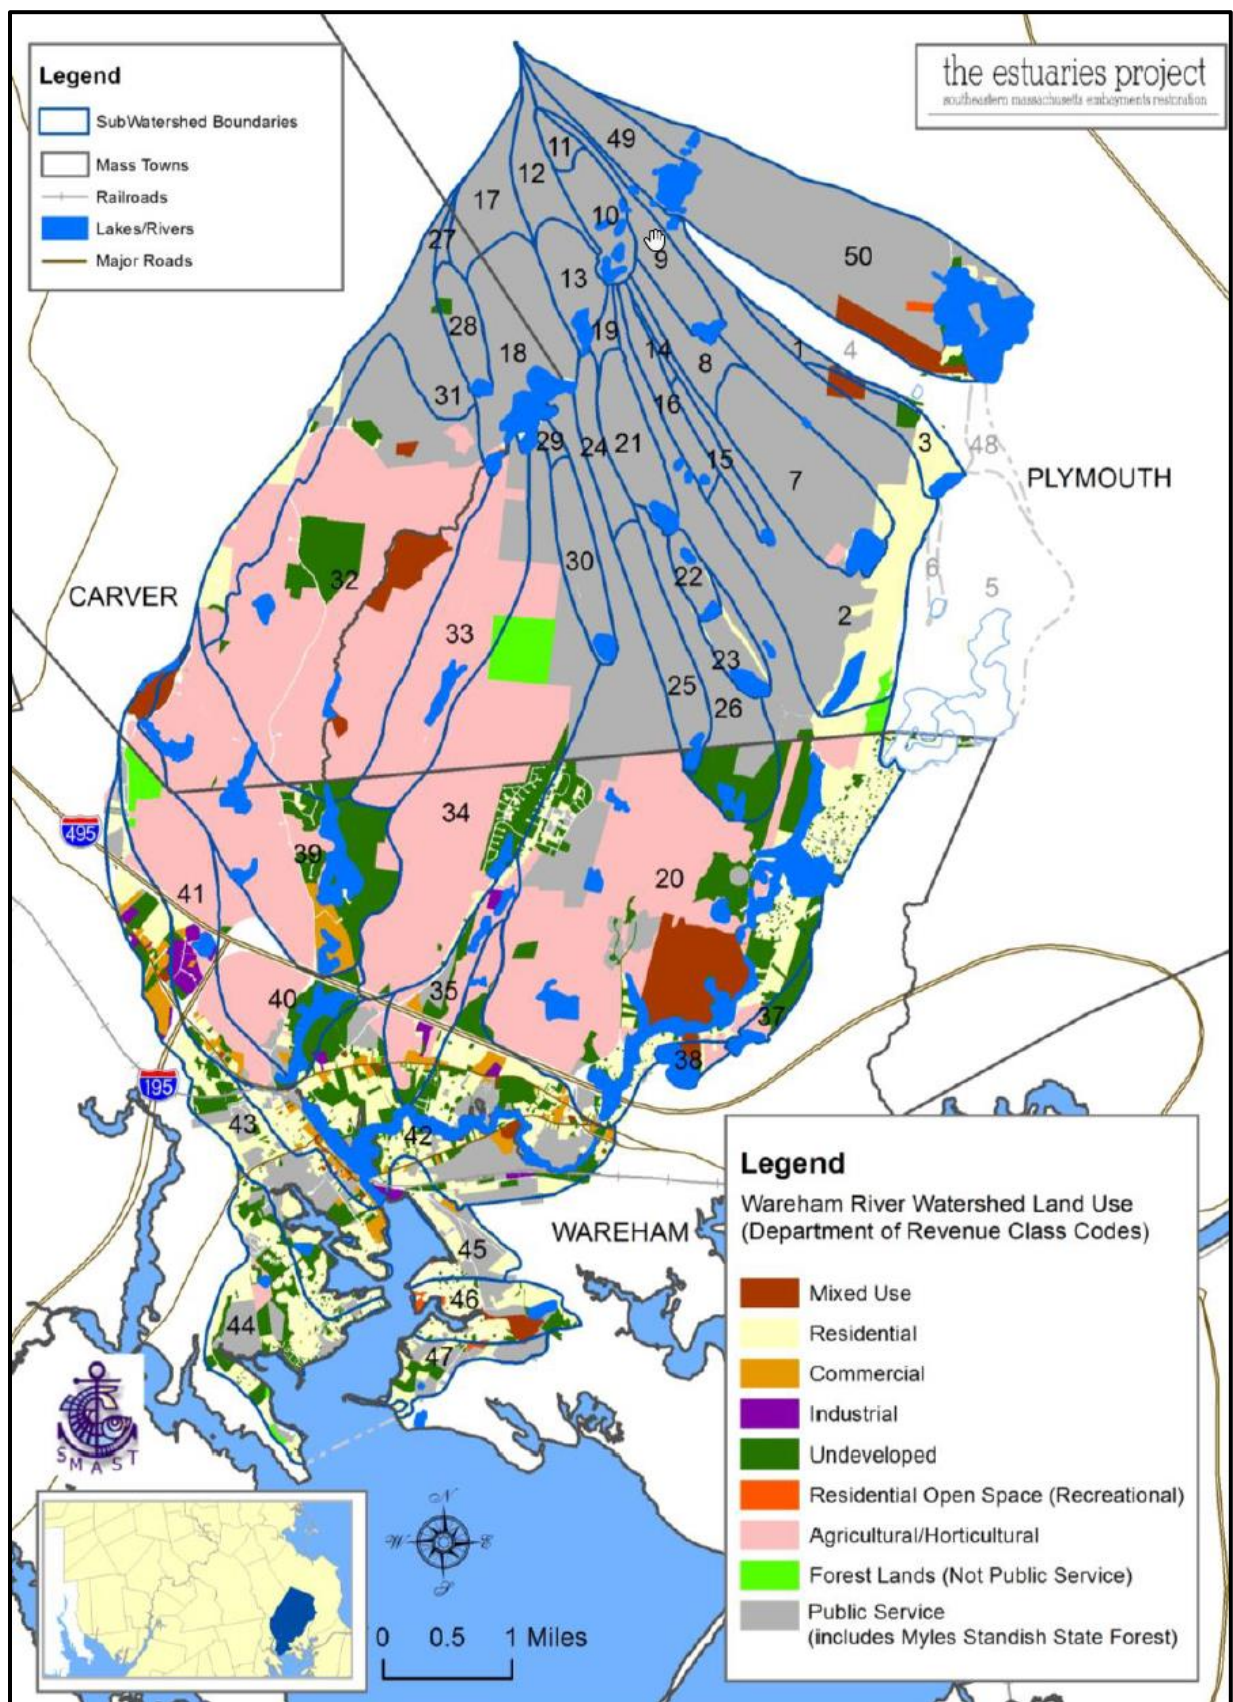 Legend
SubWatershed Boundaries
Mass Towns
Railroads
Lakes/Rivers
Major Roads
the estuaries project
southeastern massachusetts embayments restoration
49
11
12
17
10
27
9
50
13
28
19
14
1
4
18
8
31
16
29
24
21
15
3
48
7
PLYMOUTH
30
32
22
6
5
CARVER
2
33
23
25
26
34
495
39
20
41
40
35
37
38
195
43
42
WAREHAM
45
46
44
47
SMAST
N
W
E
S
0 0.5 1 Miles
Legend
Wareham River Watershed Land Use
(Department of Revenue Class Codes)
Mixed Use
Residential
Commercial
Industrial
Undeveloped
Residential Open Space (Recreational)
Agricultural/Horticultural
Forest Lands (Not Public Service)
Public Service
(includes Myles Standish State Forest)